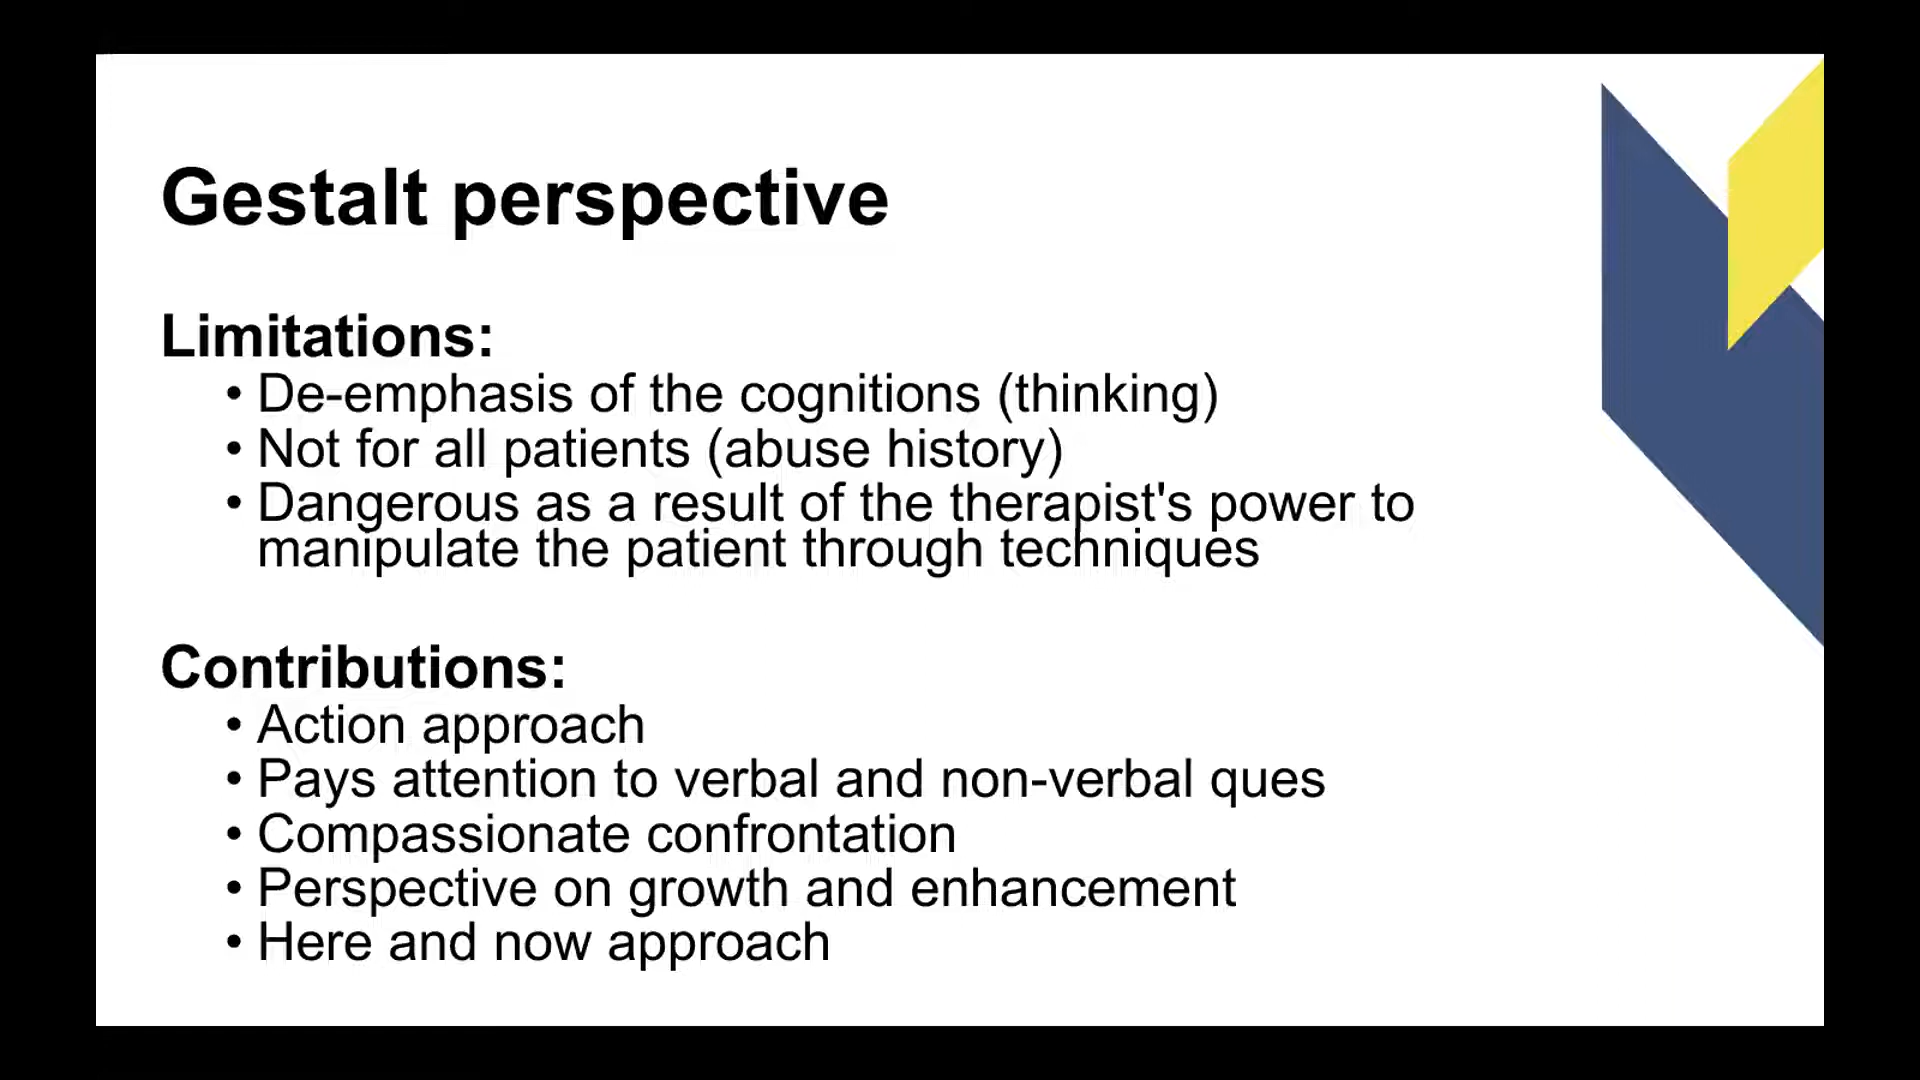 Gestalt perspective
Limitations:
• De-emphasis of the cognitions (thinking)
• Not for all patients (abuse history)
• Dangerous as a result of the therapist's power to
manipulate the patient through techniques
Contributions:
• Action approach
• Pays attention to verbal and non-verbal ques
• Compassionate confrontation
• Perspective on growth and enhancement
• Here and now approach